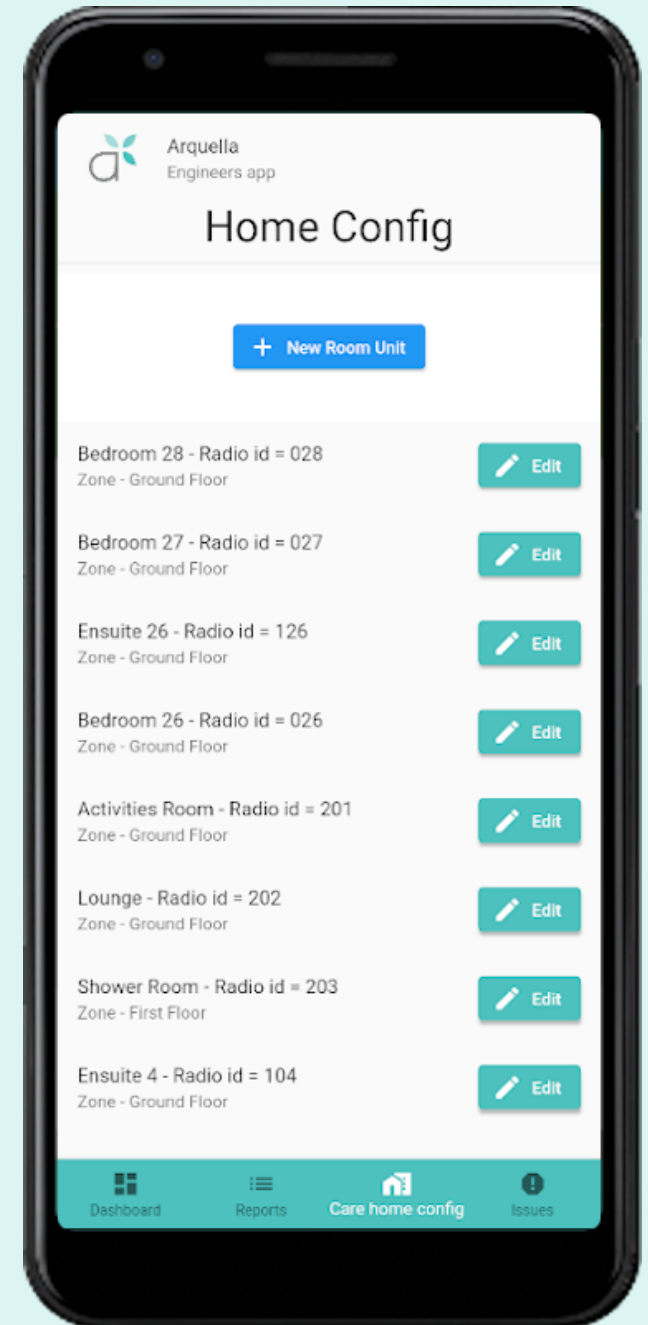 Arquella
Engineers app
Home Config
+ New Room Unit
Bedroom 28 - Radio id = 028
Zone - Ground Floor
Edit
Bedroom 27 - Radio id = 027
Zone - Ground Floor
Edit
Ensuite 26 - Radio id = 126
Zone - Ground Floor
Edit
Bedroom 26 - Radio id = 026
Zone - Ground Floor
Edit
Activities Room - Radio id = 201
Zone - Ground Floor
Edit
Lounge - Radio id = 202
Zone - Ground Floor
Edit
Shower Room - Radio id = 203
Zone - First Floor
Edit
Ensuite 4 - Radio id = 104
Zone - Ground Floor
Edit
Dashboard
Reports
Care home config
Issues